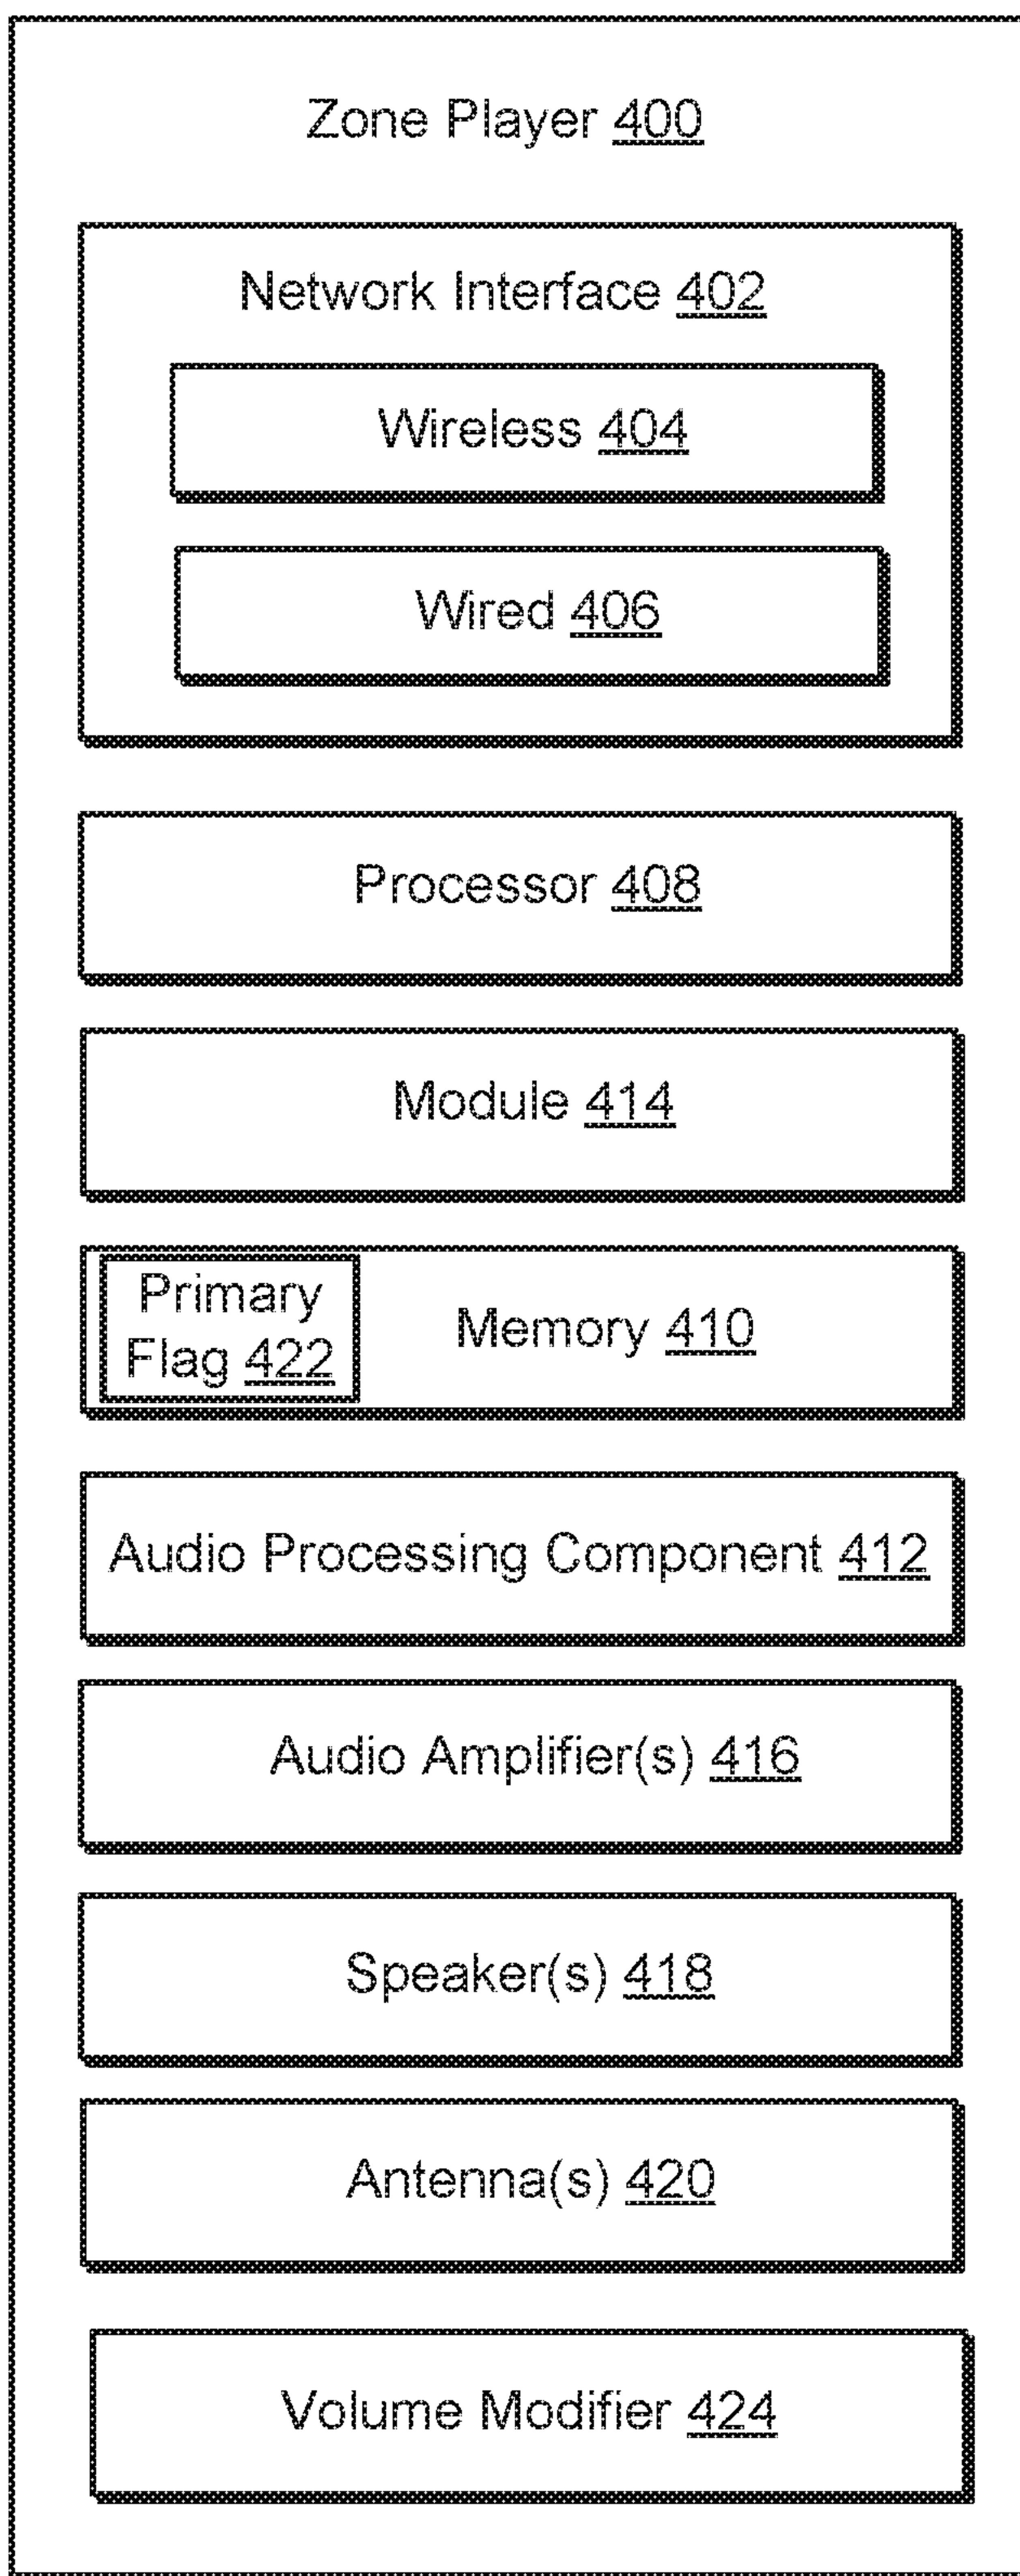 Zone Player 400
Network Interface 402
Wireless 404
Wired 406
Processor 408
Module 414
Primary
Flag 422
Memory 410
Audio Processing Component 412
Audio Amplifier(s) 416
Speaker(s) 418
Antenna(s) 420
Volume Modifier 424